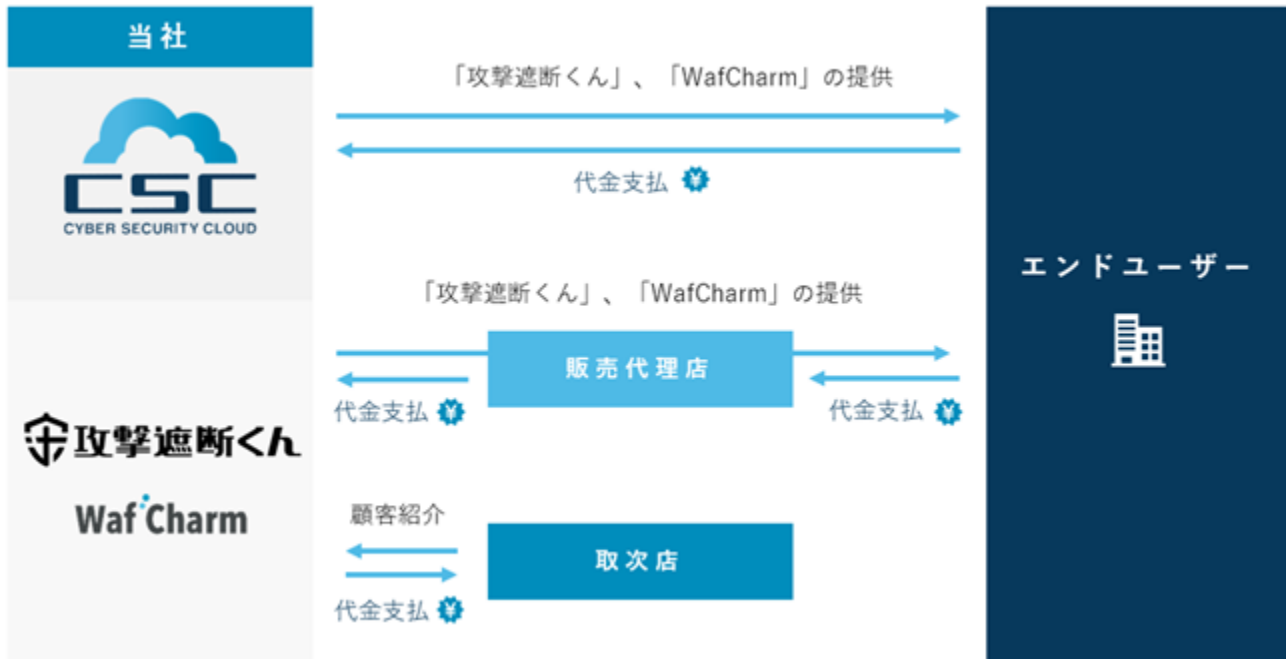 当社
CSC
CYBER SECURITY CLOUD
攻撃遮断くん
WafCharm
「攻撃遮断くん」、「WafCharm」の提供
代金支払 ¥
「攻撃遮断くん」、「WafCharm」の提供
販売代理店
代金支払 ¥
代金支払 ¥
顧客紹介
取次店
代金支払 ¥
エンドユーザー